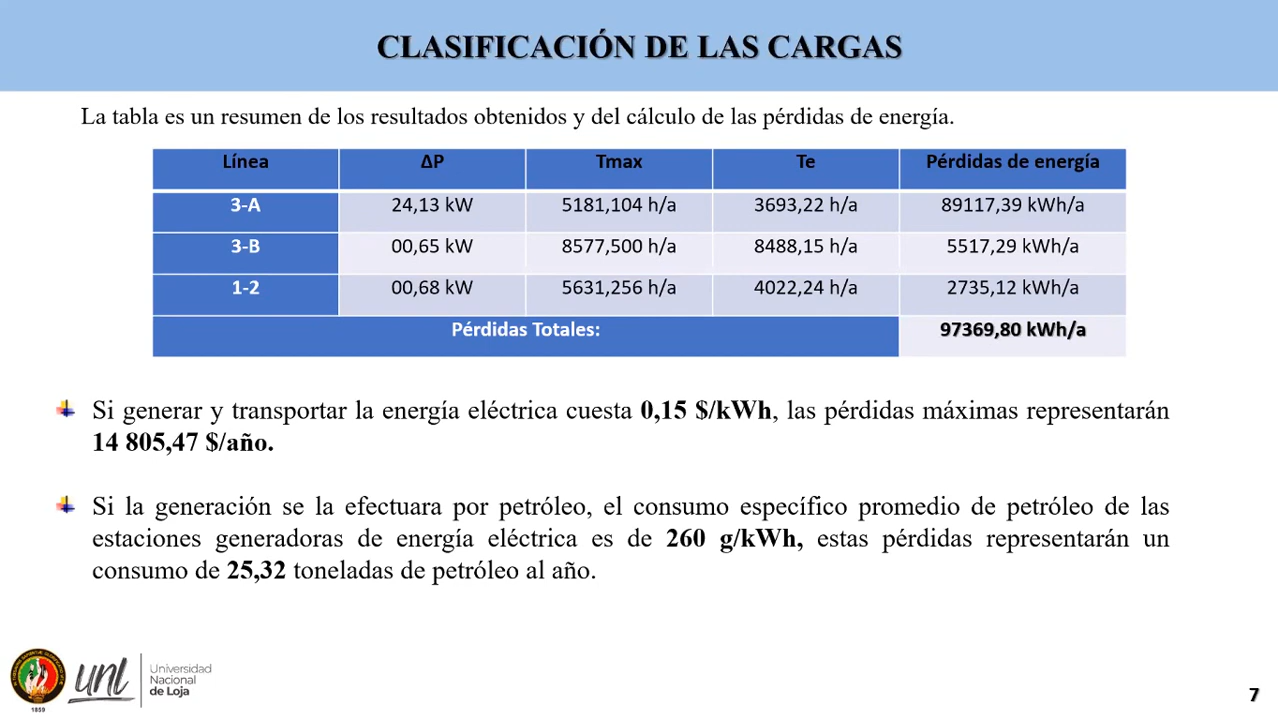 CLASIFICACIÓN DE LAS CARGAS
La tabla es un resumen de los resultados obtenidos y del cálculo de las pérdidas de energía.
Línea ΔP Tmax Te Pérdidas de energía
3-A 24,13 kW 5181,104 h/a 3693,22 h/a 89117,39 kWh/a
3-B 00,65 kW 8577,500 h/a 8488,15 h/a 5517,29 kWh/a
1-2 00,68 kW 5631,256 h/a 4022,24 h/a 2735,12 kWh/a
Pérdidas Totales: 97369,80 kWh/a
Si generar y transportar la energía eléctrica cuesta 0,15 $/kWh, las pérdidas máximas representarán
14 805,47 $/año.
Si la generación se la efectuara por petróleo, el consumo específico promedio de petróleo de las
estaciones generadoras de energía eléctrica es de 260 g/kWh, estas pérdidas representarán un
consumo de 25,32 toneladas de petróleo al año.
unl
Universidad
Nacional
de Loja
1859
7